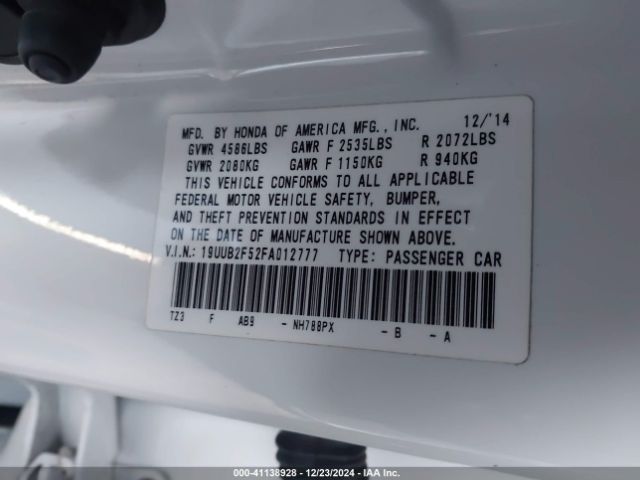 MFD. BY HONDA OF AMERICA MFG., INC. 12/'14
GVWR 4586LBS GAWR F 2535LBS R 2072LBS
GVWR 2080KG GAWR F 1150KG R 940KG
THIS VEHICLE CONFORMS TO ALL APPLICABLE
FEDERAL MOTOR VEHICLE SAFETY, BUMPER,
AND THEFT PREVENTION STANDARDS IN EFFECT
ON THE DATE OF MANUFACTURE SHOWN ABOVE.
V.I.N.: 19UUB2F52FA012777 TYPE: PASSENGER CAR
TZ3 F AB9 - NH788PX - B - A
000-41138928 - 12/23/2024 - IAA Inc.